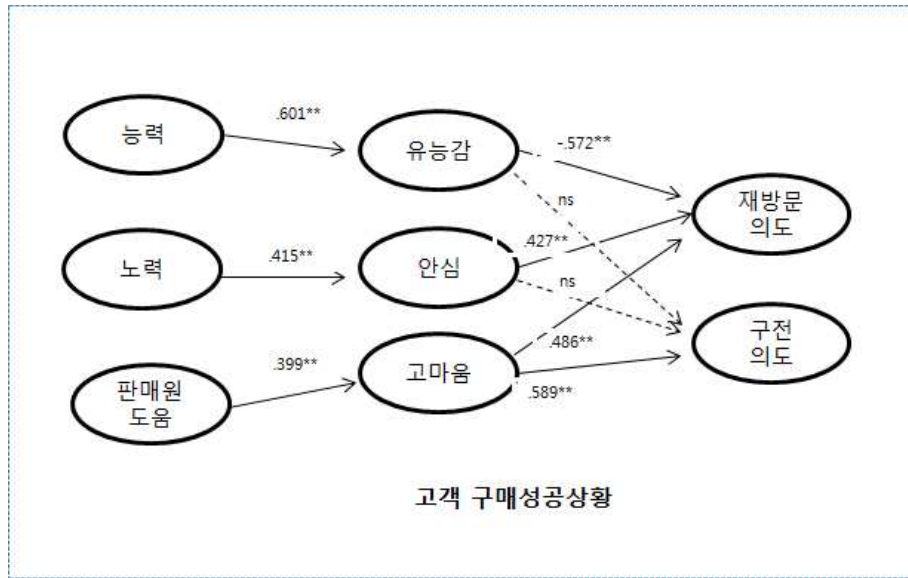 .601**
능력
유능감
-.572**
재방문
의도
ns
.415**
노력
안심
.427**
ns
구전
의도
.399**
고마움
.486**
.589**
판매원
도움
고객 구매성공상황